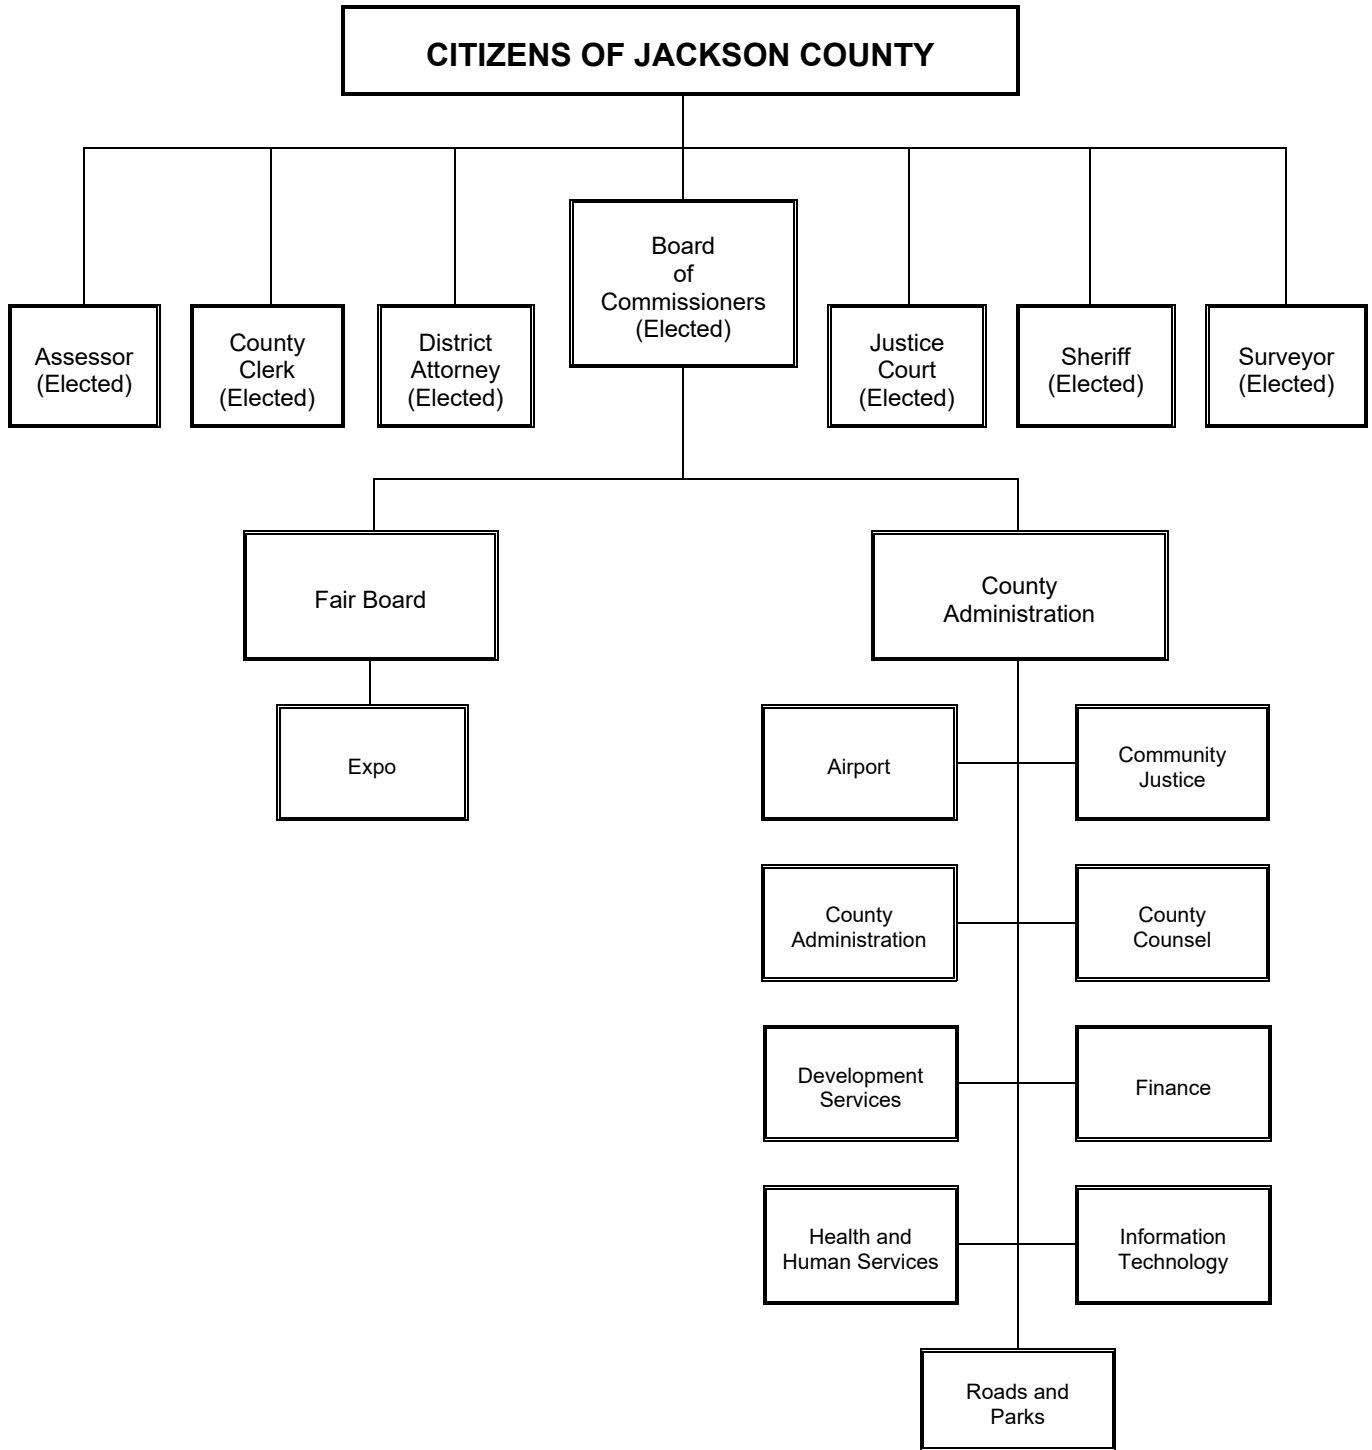 CITIZENS OF JACKSON COUNTY
Board
of
Commissioners
(Elected)
Assessor
(Elected)
County
Clerk
(Elected)
District
Attorney
(Elected)
Justice
Court
(Elected)
Sheriff
(Elected)
Surveyor
(Elected)
Fair Board
County
Administration
Expo
Airport
Community
Justice
County
Administration
County
Counsel
Development
Services
Finance
Health and
Human Services
Information
Technology
Roads and
Parks